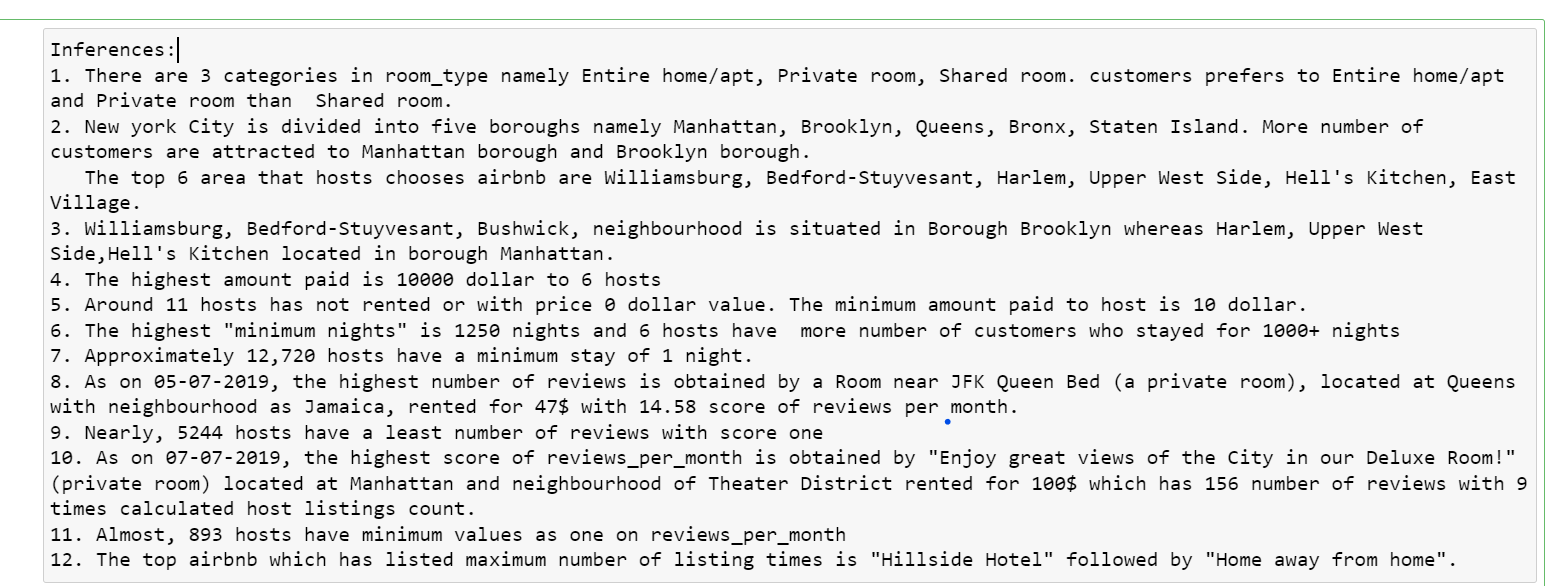 Inferences:
1. There are 3 categories in room_type namely Entire home/apt, Private room, Shared room. customers prefers to Entire home/apt
and Private room than  Shared room.
2. New york City is divided into five boroughs namely Manhattan, Brooklyn, Queens, Bronx, Staten Island. More number of
customers are attracted to Manhattan borough and Brooklyn borough.
   The top 6 area that hosts chooses airbnb are Williamsburg, Bedford-Stuyvesant, Harlem, Upper West Side, Hell's Kitchen, East
Village.
3. Williamsburg, Bedford-Stuyvesant, Bushwick, neighbourhood is situated in Borough Brooklyn whereas Harlem, Upper West
Side,Hell's Kitchen located in borough Manhattan.
4. The highest amount paid is 10000 dollar to 6 hosts
5. Around 11 hosts has not rented or with price 0 dollar value. The minimum amount paid to host is 10 dollar.
6. The highest "minimum nights" is 1250 nights and 6 hosts have  more number of customers who stayed for 1000+ nights
7. Approximately 12,720 hosts have a minimum stay of 1 night.
8. As on 05-07-2019, the highest number of reviews is obtained by a Room near JFK Queen Bed (a private room), located at Queens
with neighbourhood as Jamaica, rented for 47$ with 14.58 score of reviews per month.
9. Nearly, 5244 hosts have a least number of reviews with score one
10. As on 07-07-2019, the highest score of reviews_per_month is obtained by "Enjoy great views of the City in our Deluxe Room!"
(private room) located at Manhattan and neighbourhood of Theater District rented for 100$ which has 156 number of reviews with 9
times calculated host listings count.
11. Almost, 893 hosts have minimum values as one on reviews_per_month
12. The top airbnb which has listed maximum number of listing times is "Hillside Hotel" followed by "Home away from home".